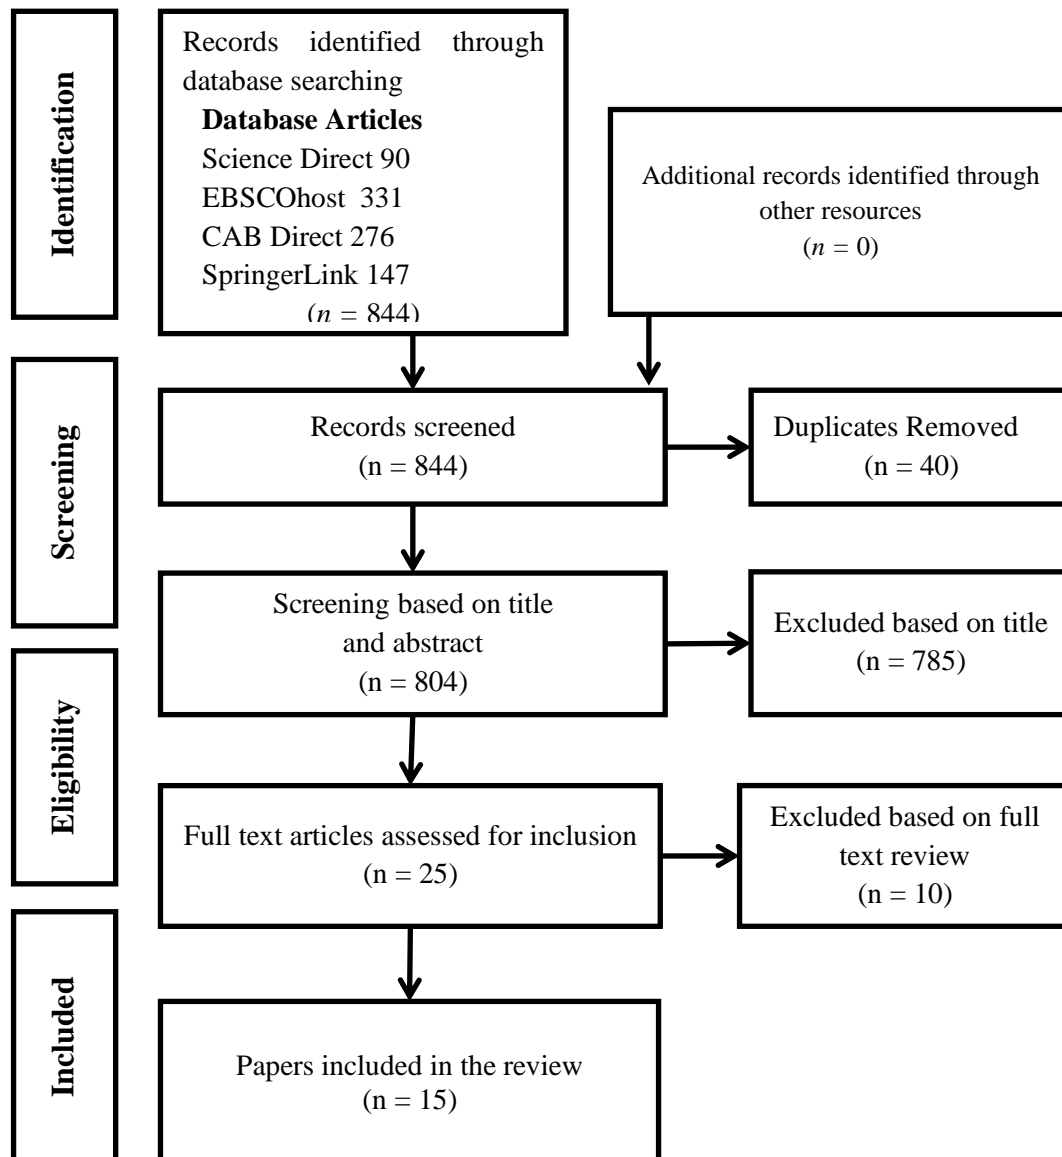 Identification
Records identified through
database searching
Database Articles
Science Direct 90
EBSCOhost 331
CAB Direct 276
SpringerLink 147
(n = 844)
Additional records identified through
other resources
(n = 0)
Screening
Records screened
(n = 844)
Duplicates Removed
(n = 40)
Screening based on title
and abstract
(n = 804)
Excluded based on title
(n = 785)
Eligibility
Full text articles assessed for inclusion
(n = 25)
Excluded based on full
text review
(n = 10)
Included
Papers included in the review
(n = 15)